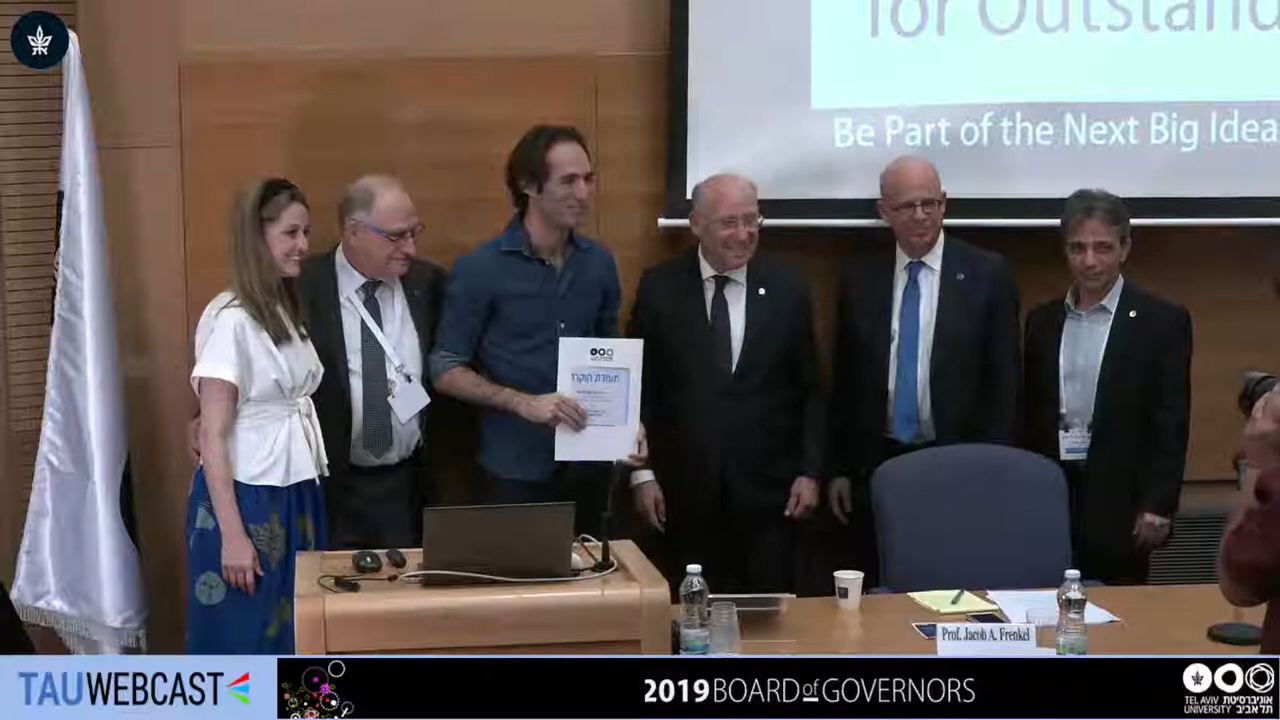 for Outstand
Be Part of the Next Big Idea
תעודת הוקרה
Prof. Jacob A. Frenkel
TAUWEBCAST
2019 BOARD of GOVERNORS
TEL AVIV אוניברסיטת
UNIVERSITY תל אביב